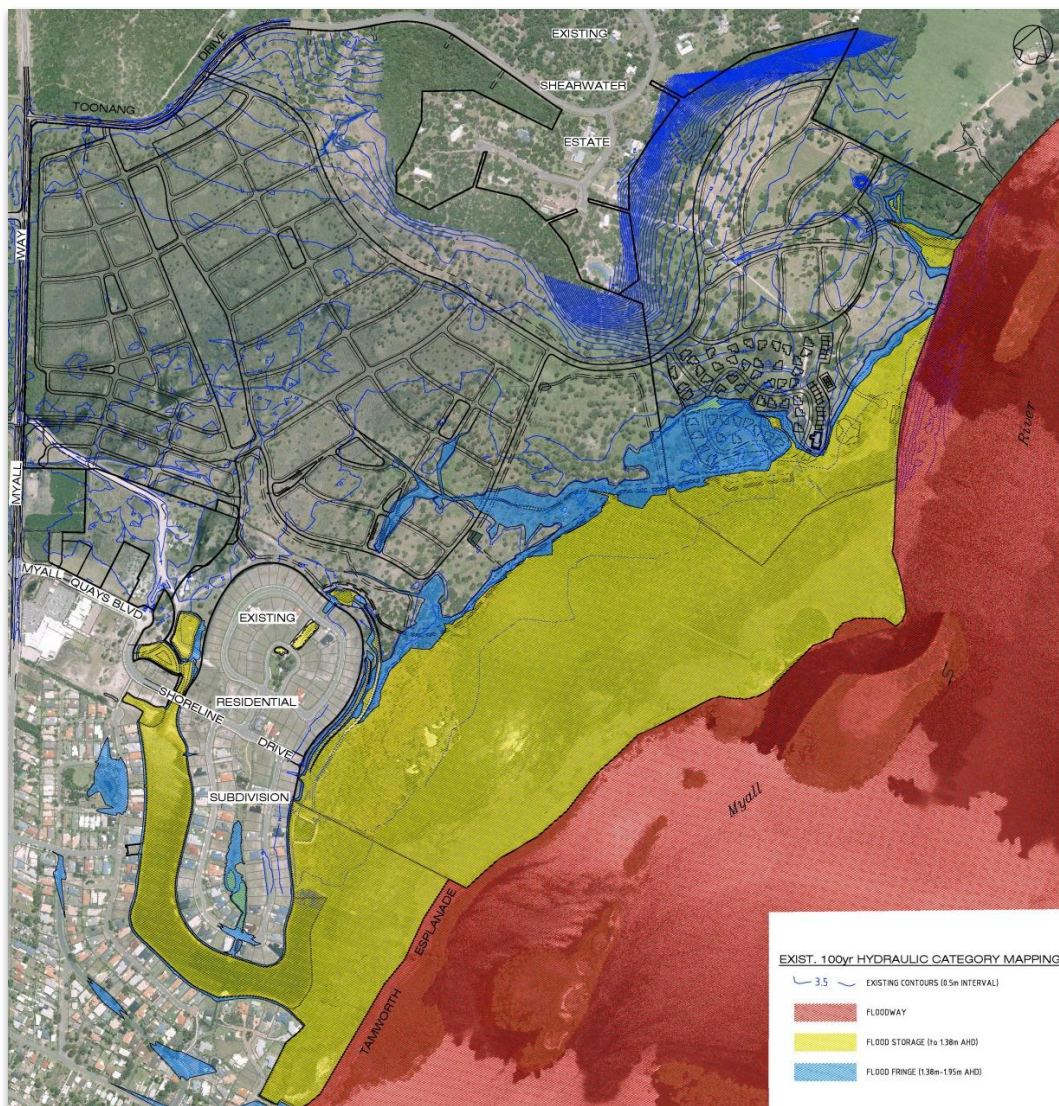 EXISTING
SHEARWATER
ESTATE
TOONANG
DRIVE
WAY
MYALL
MYALL QUAYS BLVD
EXISTING
RESIDENTIAL
SUBDIVISION
SHORELINE
DRIVE
River
Myall
TAMWORTH
ESPLANADE
EXIST. 100yr HYDRAULIC CATEGORY MAPPING
3.5 EXISTING CONTOURS (0.5m INTERVAL)
FLOODWAY
FLOOD STORAGE (to 1.38m AHD)
FLOOD FRINGE (1.38m-1.95m AHD)